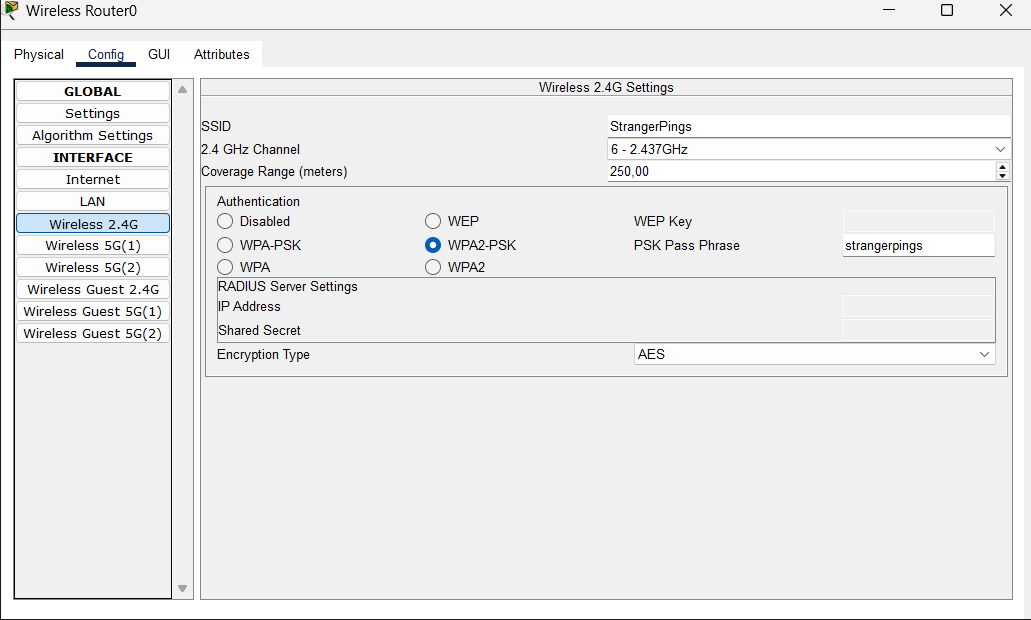 Wireless Router0
Physical Config GUI Attributes
GLOBAL
Settings
Algorithm Settings
INTERFACE
Internet
LAN
Wireless 2.4G
Wireless 5G(1)
Wireless 5G(2)
Wireless Guest 2.4G
Wireless Guest 5G(1)
Wireless Guest 5G(2)
Wireless 2.4G Settings
SSID StrangerPings
2.4 GHz Channel 6 - 2.437GHz
Coverage Range (meters) 250,00
Authentication
Disabled WEP WEP Key
WPA-PSK WPA2-PSK PSK Pass Phrase strangerpings
WPA WPA2
RADIUS Server Settings
IP Address
Shared Secret
Encryption Type AES